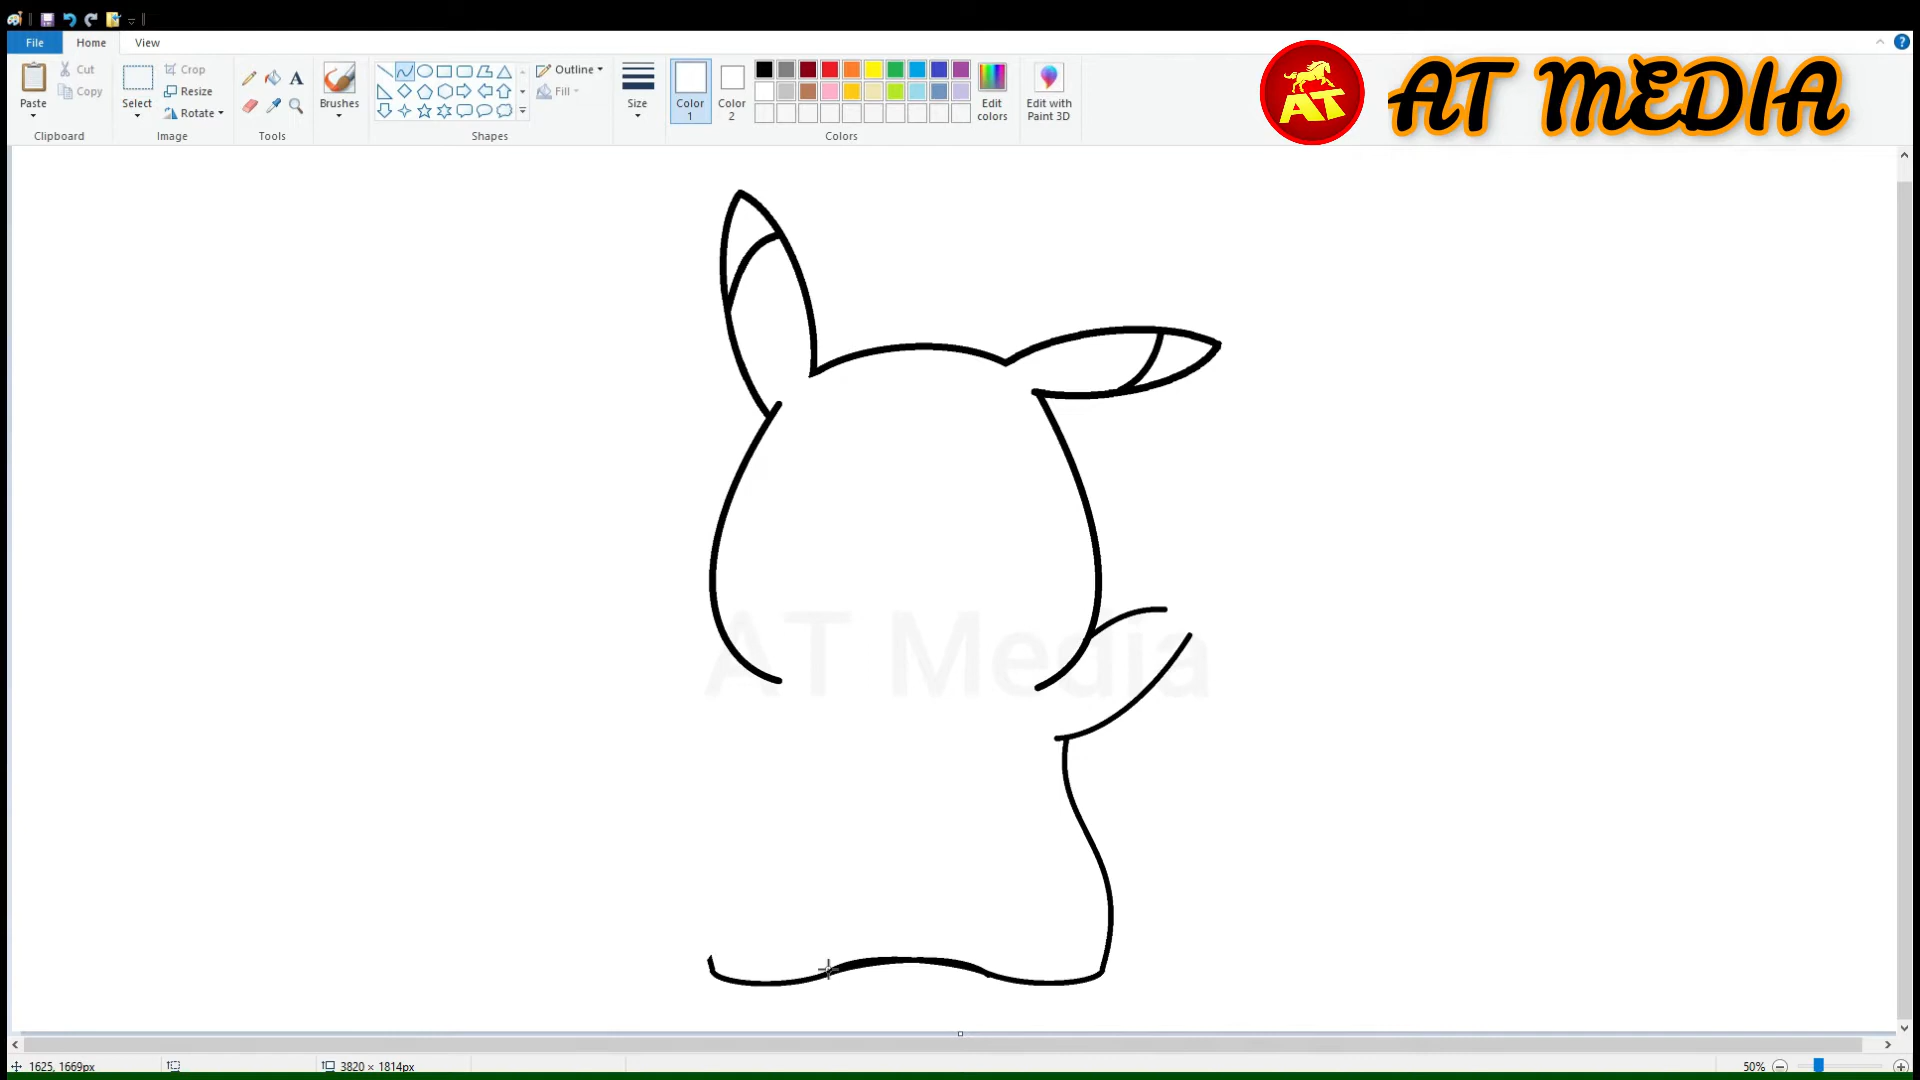 File Home View
Paste
Cut
Copy
Clipboard
Select
Crop
Resize
Rotate
Image
Tools
Brushes
Shapes
Outline
Fill
Size
Color 1
Color 2
Colors
Edit colors
Edit with Paint 3D
AT
AT MEDIA
AT Media
1625, 1669px
3820 × 1814px
50%